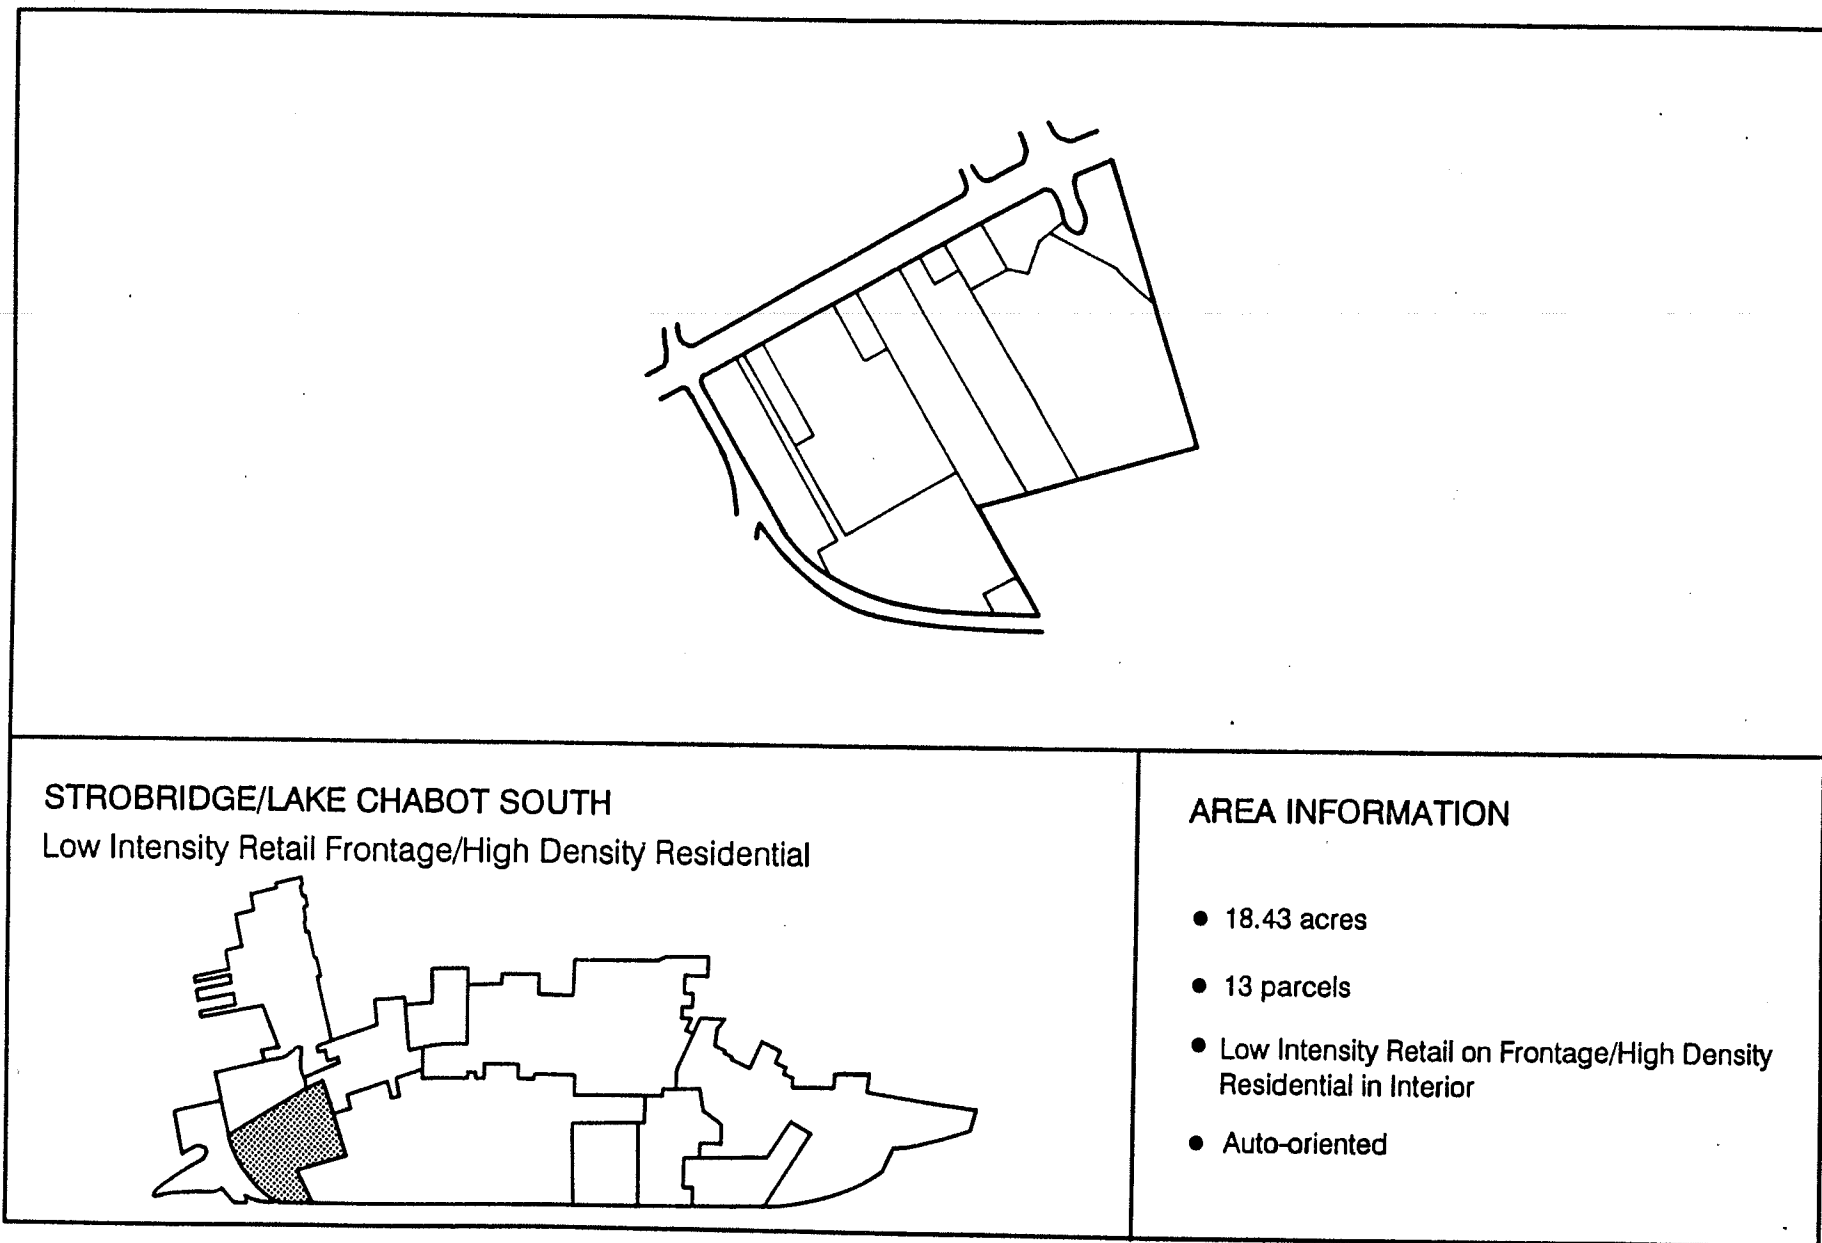 STROBRIDGE/LAKE CHABOT SOUTH
Low Intensity Retail Frontage/High Density Residential
AREA INFORMATION
● 18.43 acres
● 13 parcels
● Low Intensity Retail on Frontage/High Density
Residential in Interior
● Auto-oriented